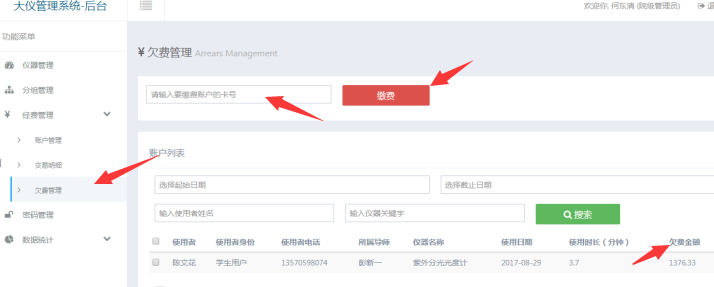 大仪管理系统-后台
欢迎你, 何东清 (院级管理员)
功能菜单
仪器管理
分组管理
¥ 经费管理
账户管理
交易明细
欠费管理
密码管理
数据统计
¥ 欠费管理 Arrears Management
请输入要缴费账户的卡号
缴费
账户列表
选择起始日期
选择截止日期
输入使用者姓名
输入仪器关键字
搜索
使用者 使用者身份 使用者电话 所属导师 仪器名称 使用日期 使用时长（分钟） 欠费金额
陈文花 学生用户 13570598074 彭新一 紫外分光光度计 2017-08-29 3.7 1376.33